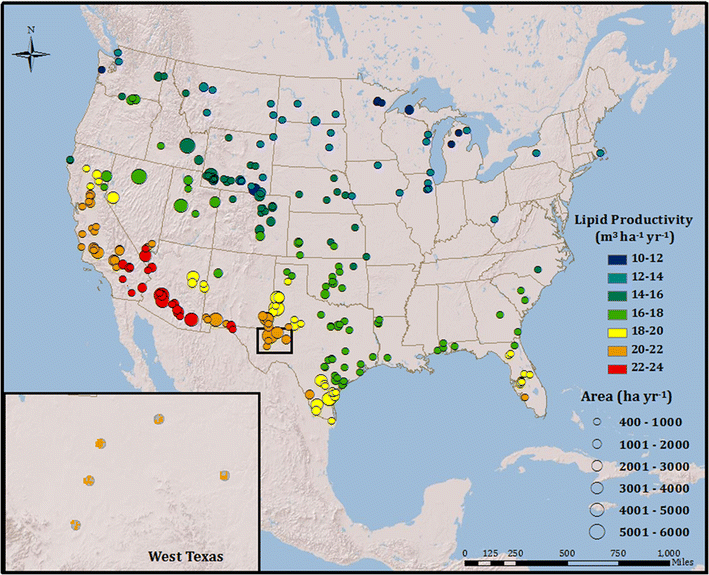 N
Lipid Productivity
(m³ ha⁻¹ yr⁻¹)
10-12
12-14
14-16
16-18
18-20
20-22
22-24
Area (ha yr⁻¹)
400 - 1000
1001 - 2000
2001 - 3000
3001 - 4000
4001 - 5000
5001 - 6000
West Texas
0 125 250 500 750 1,000
Miles